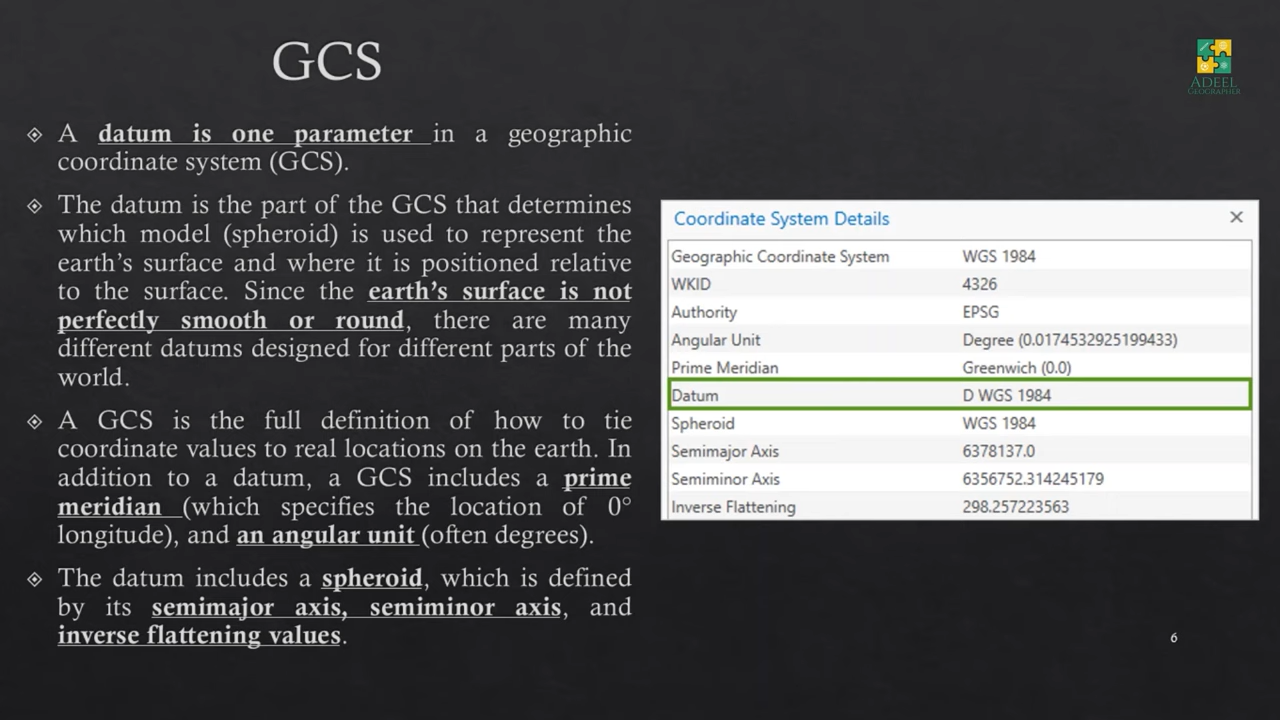 GCS
ADEEL
GEOGRAPHER
A datum is one parameter in a geographic
coordinate system (GCS).
The datum is the part of the GCS that determines
which model (spheroid) is used to represent the
earth’s surface and where it is positioned relative
to the surface. Since the earth’s surface is not
perfectly smooth or round, there are many
different datums designed for different parts of the
world.
A GCS is the full definition of how to tie
coordinate values to real locations on the earth. In
addition to a datum, a GCS includes a prime
meridian (which specifies the location of 0°
longitude), and an angular unit (often degrees).
The datum includes a spheroid, which is defined
by its semimajor axis, semiminor axis, and
inverse flattening values.
Coordinate System Details
Geographic Coordinate System WGS 1984
WKID 4326
Authority EPSG
Angular Unit Degree (0.0174532925199433)
Prime Meridian Greenwich (0.0)
Datum D WGS 1984
Spheroid WGS 1984
Semimajor Axis 6378137.0
Semiminor Axis 6356752.314245179
Inverse Flattening 298.257223563
6